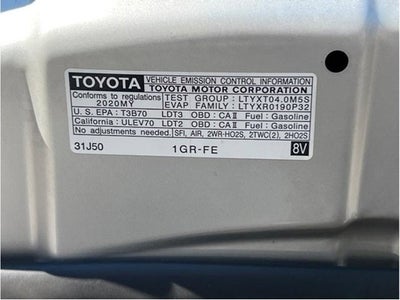 TOYOTA VEHICLE EMISSION CONTROL INFORMATION
TOYOTA MOTOR CORPORATION
Conforms to regulations TEST GROUP : LTYXT04.0M5S
2020MY EVAP FAMILY : LTYXR0190P32
U.S. EPA : T3B70 LDT3 OBD : CA II Fuel : Gasoline
California : ULEV70 LDT2 OBD : CA II Fuel : Gasoline
No adjustments needed. SFI, AIR, 2WR-HO2S, 2TWC(2), 2HO2S
31J50 1GR-FE 8V